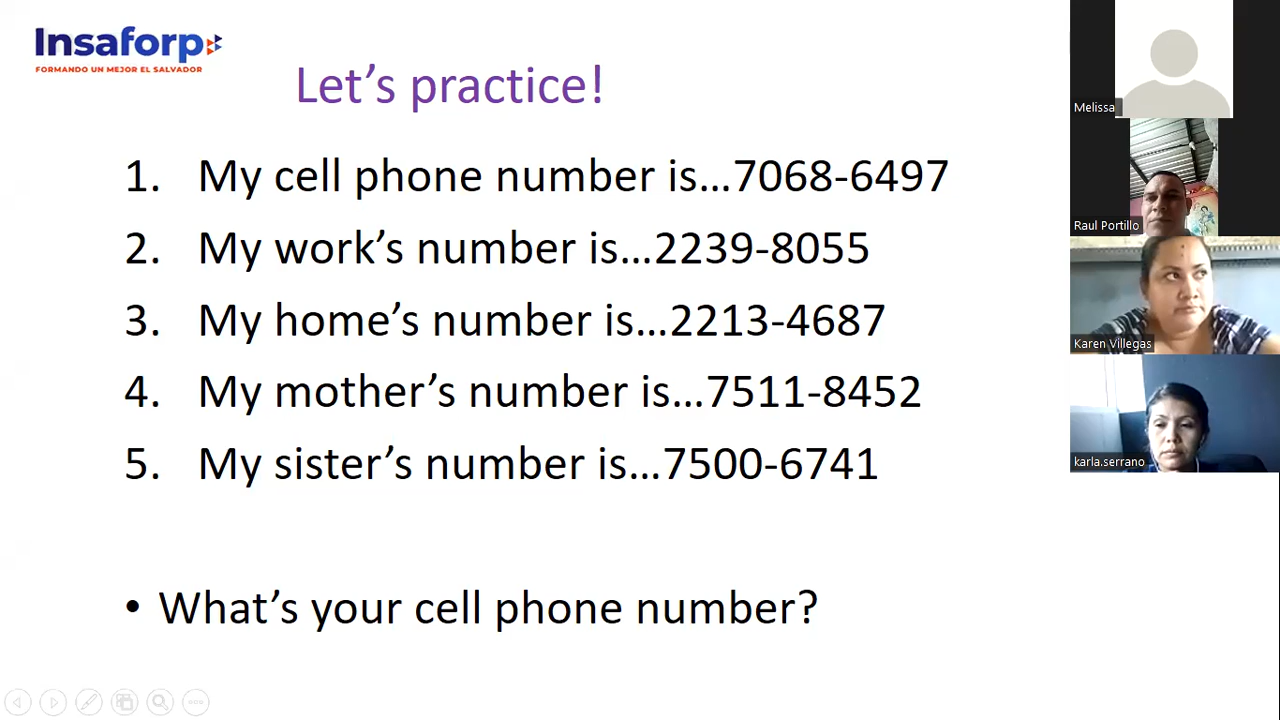 Insaforp
FORMANDO UN MEJOR EL SALVADOR
Let's practice!
1. My cell phone number is...7068-6497
2. My work's number is...2239-8055
3. My home's number is...2213-4687
4. My mother's number is...7511-8452
5. My sister's number is...7500-6741
• What's your cell phone number?
Melissa
Raul Portillo
Karen Villegas
karla.serrano